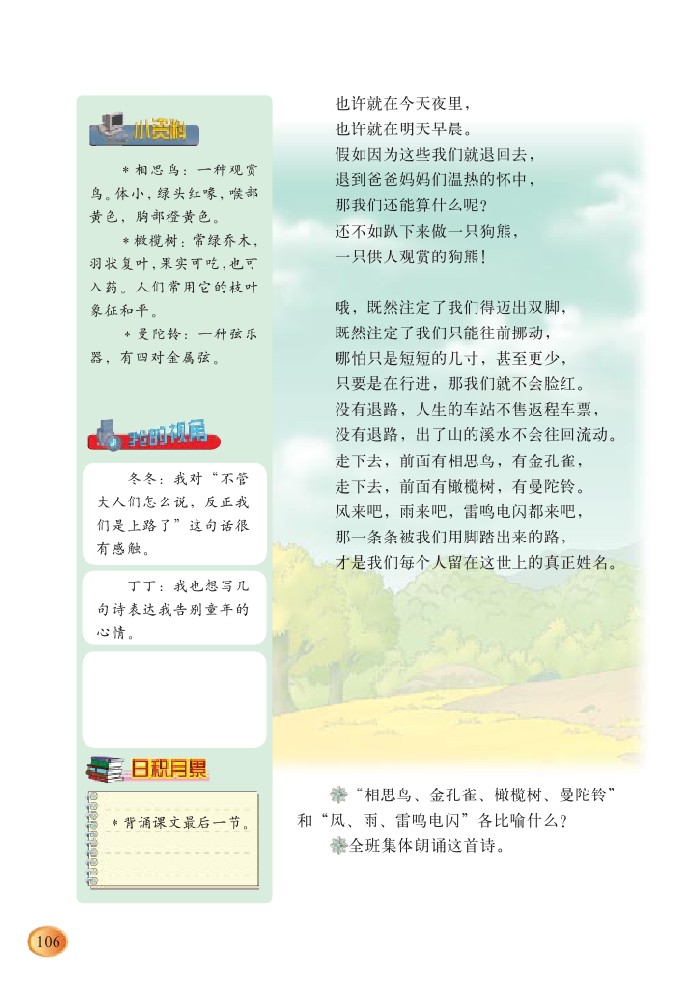 小资料
*相思鸟：一种观赏
鸟。体小，绿头红喙，喉部
黄色，胸部橙黄色。
*橄榄树：常绿乔木，
羽状复叶，果实可吃，也可
入药。人们常用它的枝叶
象征和平。
*曼陀铃：一种弦乐
器，有四对金属弦。
我的视角
冬冬：我对“不管
大人们怎么说，反正我
们是上路了”这句话很
有感触。
丁丁：我也想写几
句诗表达我告别童年的
心情。
日积月累
*背诵课文最后一节。
也许就在今天夜里，
也许就在明天早晨。
假如因为这些我们就退回去，
退到爸爸妈妈们温热的怀中，
那我们还能算什么呢？
还不如趴下来做一只狗熊，
一只供人观赏的狗熊！
哦，既然注定了我们得迈出双脚，
既然注定了我们只能往前挪动，
哪怕只是短短的几寸，甚至更少，
只要是在行进，那我们就不会脸红。
没有退路，人生的车站不售返程车票，
没有退路，出了山的溪水不会往回流动。
走下去，前面有相思鸟，有金孔雀，
走下去，前面有橄榄树，有曼陀铃。
风来吧，雨来吧，雷鸣电闪都来吧，
那一条条被我们用脚踏出来的路，
才是我们每个人留在这世上的真正姓名。
“相思鸟、金孔雀、橄榄树、曼陀铃”
和“风、雨、雷鸣电闪”各比喻什么？
全班集体朗诵这首诗。
106